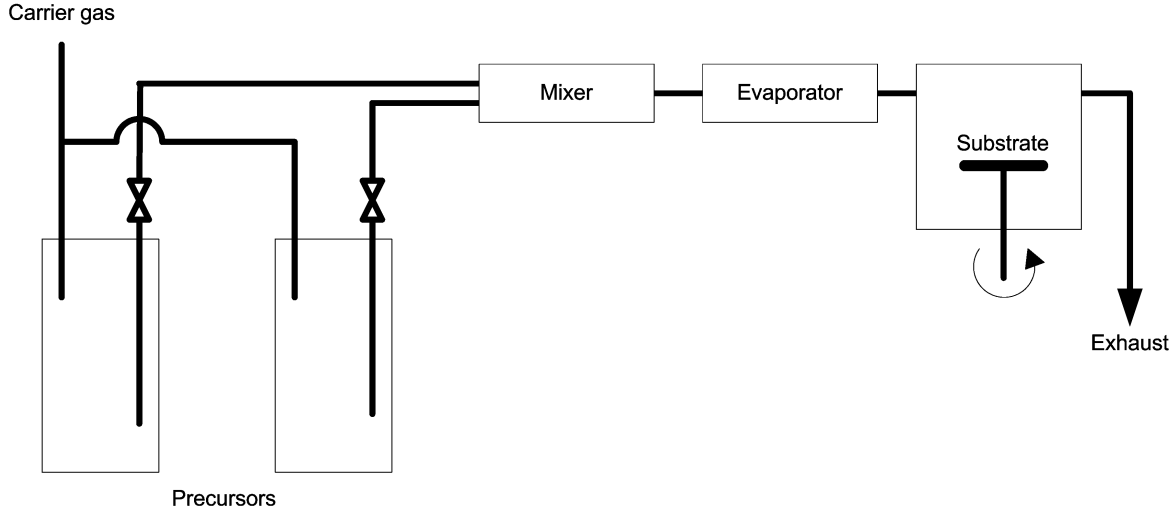 Carrier gas
Mixer
Evaporator
Substrate
Exhaust
Precursors